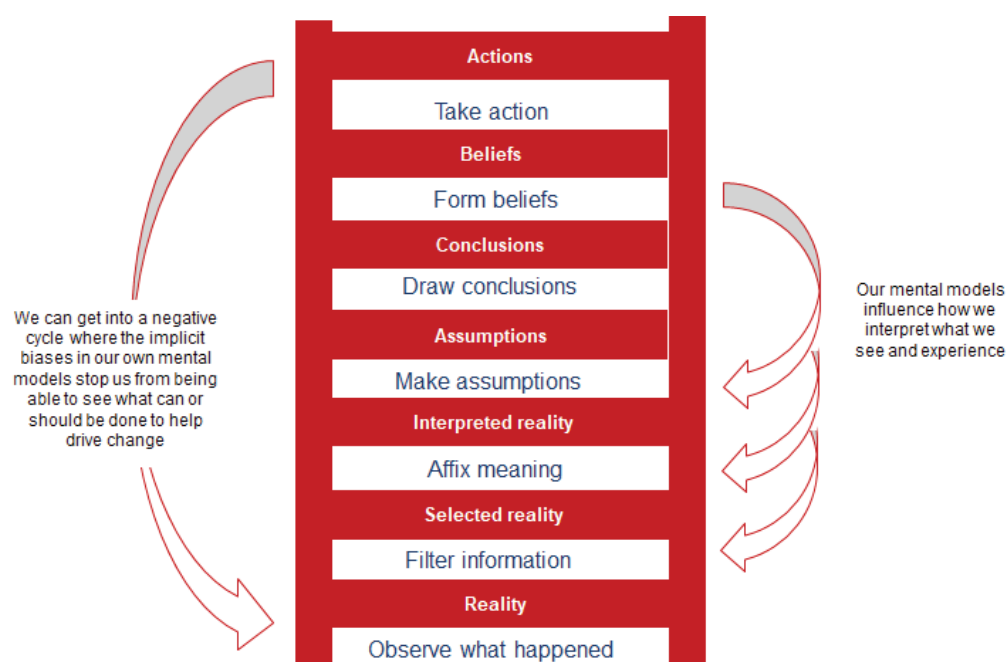 Actions
Take action
Beliefs
Form beliefs
Conclusions
Draw conclusions
Assumptions
Make assumptions
Interpreted reality
Affix meaning
Selected reality
Filter information
Reality
Observe what happened
We can get into a negative
cycle where the implicit
biases in our own mental
models stop us from being
able to see what can or
should be done to help
drive change
Our mental models
influence how we
interpret what we
see and experience